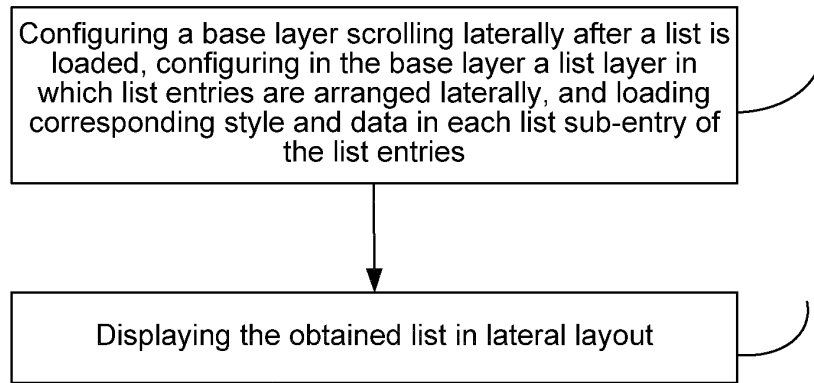 Configuring a base layer scrolling laterally after a list is
loaded, configuring in the base layer a list layer in
which list entries are arranged laterally, and loading
corresponding style and data in each list sub-entry of
the list entries
Displaying the obtained list in lateral layout